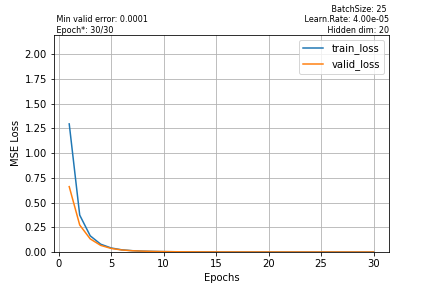 BatchSize: 25
Min valid error: 0.0001
Learn.Rate: 4.00e-05
Epoch*: 30/30
Hidden dim: 20
train_loss
valid_loss
2.00
1.75
1.50
1.25
1.00
0.75
0.50
0.25
0.00
MSE Loss
0 5 10 15 20 25 30
Epochs